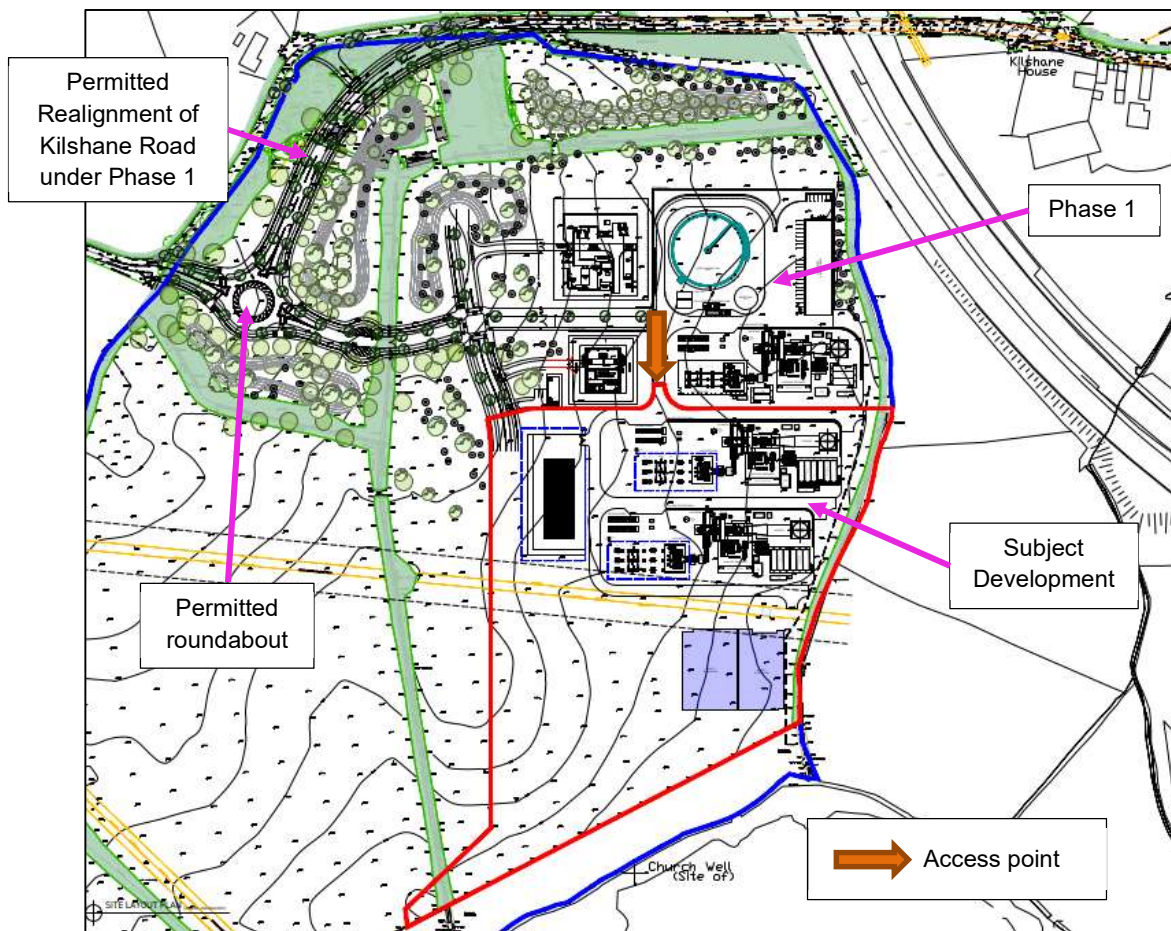 Permitted
Realignment of
Kilshane Road
under Phase 1
Kilshane
House
Phase 1
Subject
Development
Permitted
roundabout
Access point
Church Well
(Site of)
SITE LAYOUT PLAN